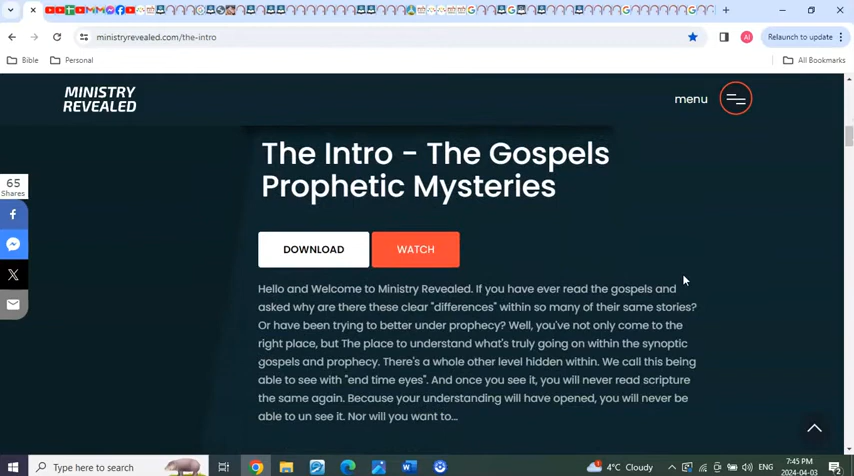 ministryrevealed.com/the-intro
AI
Relaunch to update
Bible
Personal
All Bookmarks
MINISTRY
REVEALED
menu
The Intro - The Gospels
Prophetic Mysteries
65
Shares
DOWNLOAD
WATCH
Hello and Welcome to Ministry Revealed. If you have ever read the gospels and
asked why are there these clear "differences" within so many of their same stories?
Or have been trying to better under prophecy? Well, you've not only come to the
right place, but The place to understand what's truly going on within the synoptic
gospels and prophecy. There's a whole other level hidden within. We call this being
able to see with "end time eyes". And once you see it, you will never read scripture
the same again. Because your understanding will have opened, you will never be
able to un see it. Nor will you want to...
Type here to search
4°C Cloudy
ENG
7:45 PM
2024-04-03
2